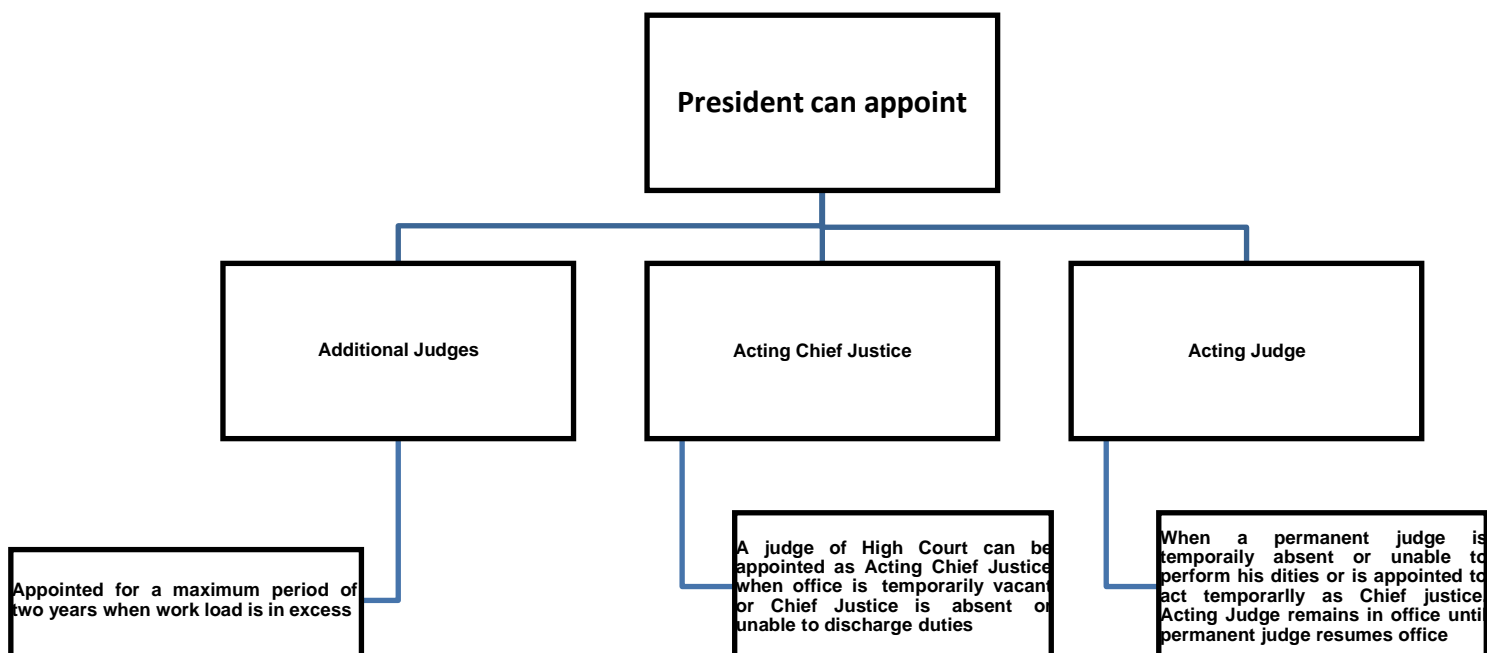 President can appoint
Additional Judges
Acting Chief Justice
Acting Judge
Appointed for a maximum period of
two years when work load is in excess
A judge of High Court can be
appointed as Acting Chief Justice
when office is temporarily vacant
or Chief Justice is absent or
unable to discharge duties
When a permanent judge is
temporaily absent or unable to
perform his dities or is appointed to
act temporarlly as Chief justice
Acting Judge remains in office until
permanent judge resumes office